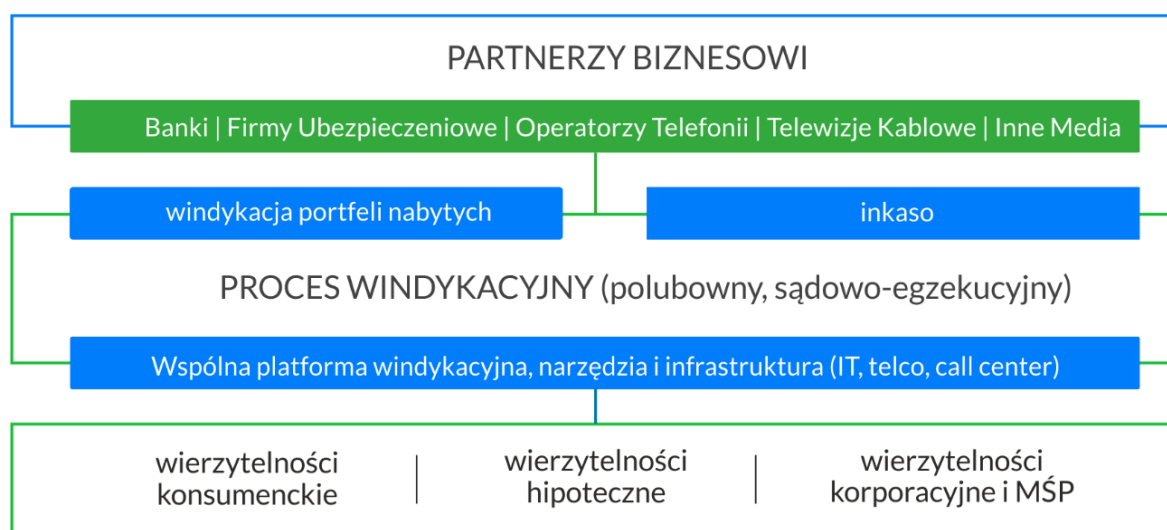 PARTNERZY BIZNESOWI
Banki | Firmy Ubezpieczeniowe | Operatorzy Telefonii | Telewizje Kablowe | Inne Media
windykacja portfeli nabytych
inkaso
PROCES WINDYKACYJNY (polubowny, sądowo-egzekucyjny)
Wspólna platforma windykacyjna, narzędzia i infrastruktura (IT, telco, call center)
wierzytelności
konsumenckie
wierzytelności
hipoteczne
wierzytelności
korporacyjne i MŚP